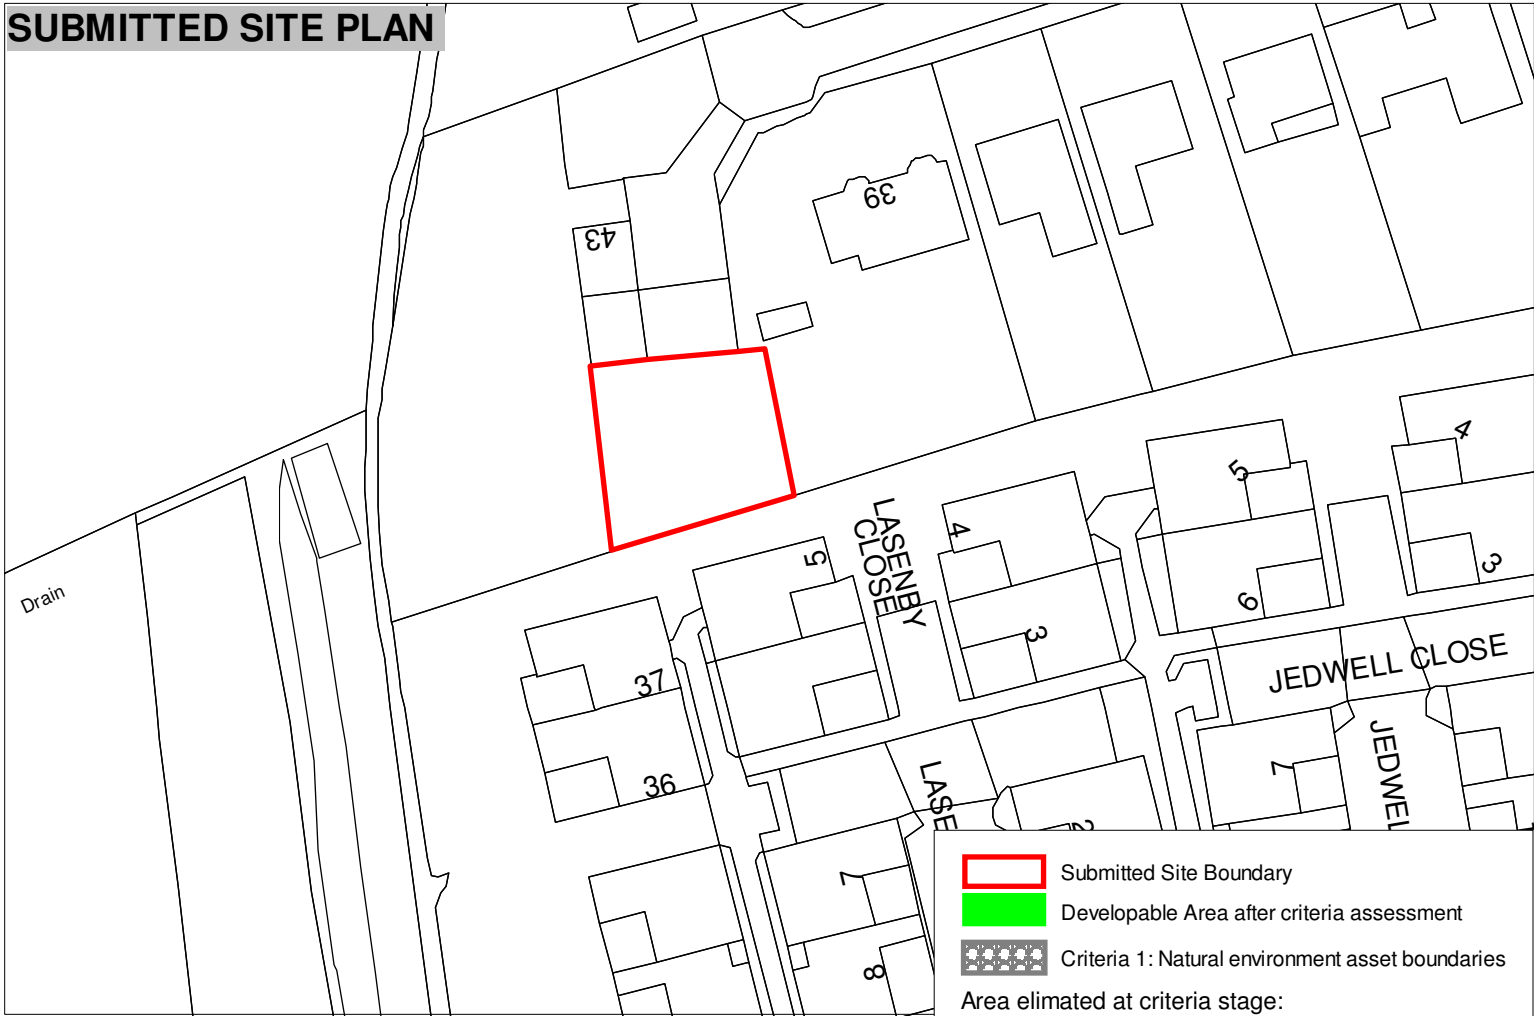 SUBMITTED SITE PLAN
39
43
Drain
LASENBY
CLOSE
5
4
3
5
6
4
3
37
36
JEDWELL CLOSE
JEDWEL
LASE
7
7
2
8
Submitted Site Boundary
Developable Area after criteria assessment
Criteria 1: Natural environment asset boundaries
Area elimated at criteria stage: